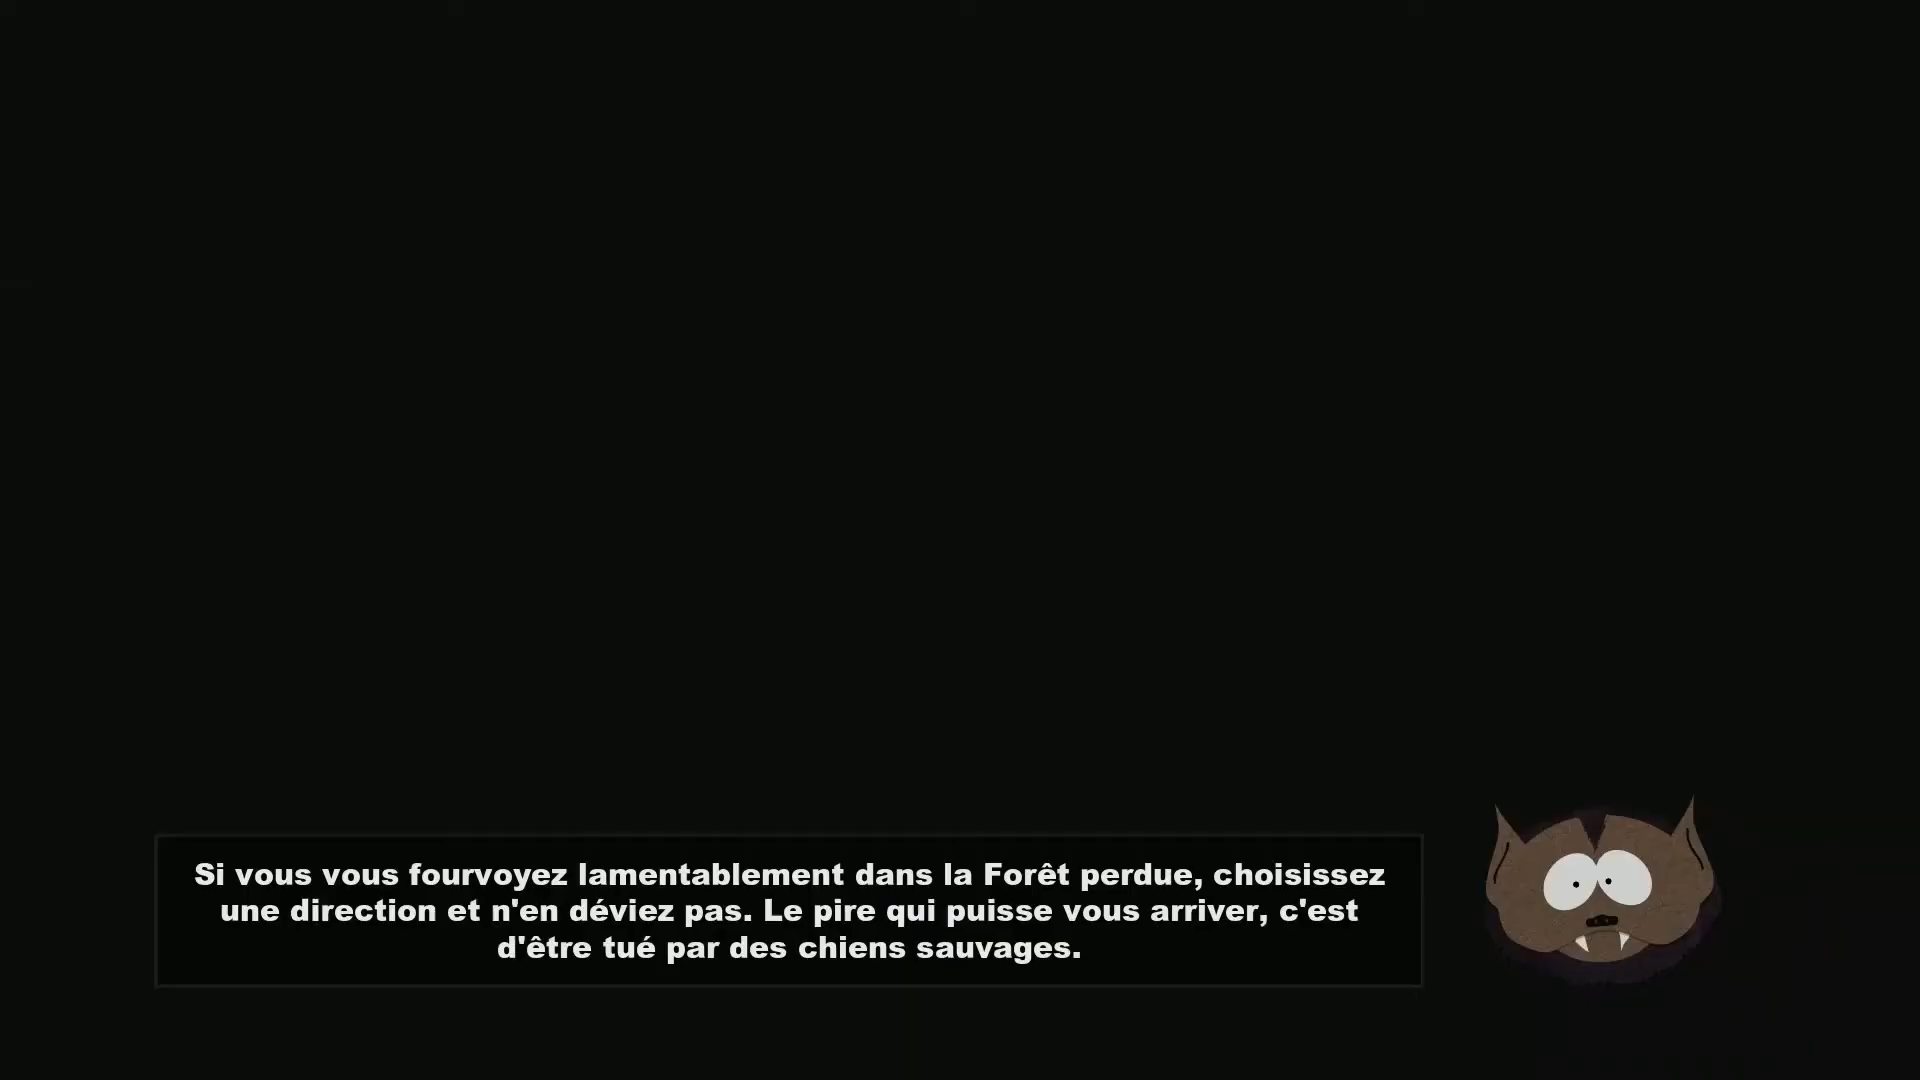 Si vous vous fourvoyez lamentablement dans la Forêt perdue, choisissez
une direction et n'en déviez pas. Le pire qui puisse vous arriver, c'est
d'être tué par des chiens sauvages.